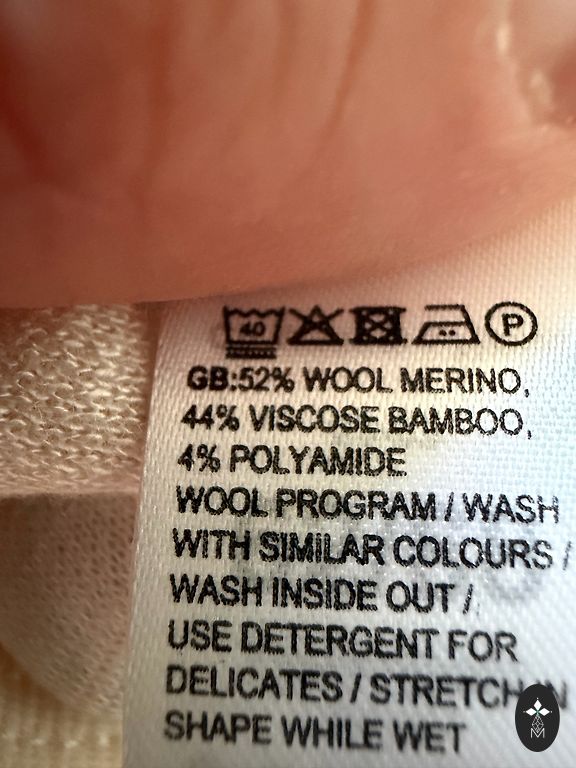 40 P
GB:52% WOOL MERINO,
44% VISCOSE BAMBOO,
4% POLYAMIDE
WOOL PROGRAM / WASH
WITH SIMILAR COLOURS /
WASH INSIDE OUT /
USE DETERGENT FOR
DELICATES / STRETCH IN
SHAPE WHILE WET
M